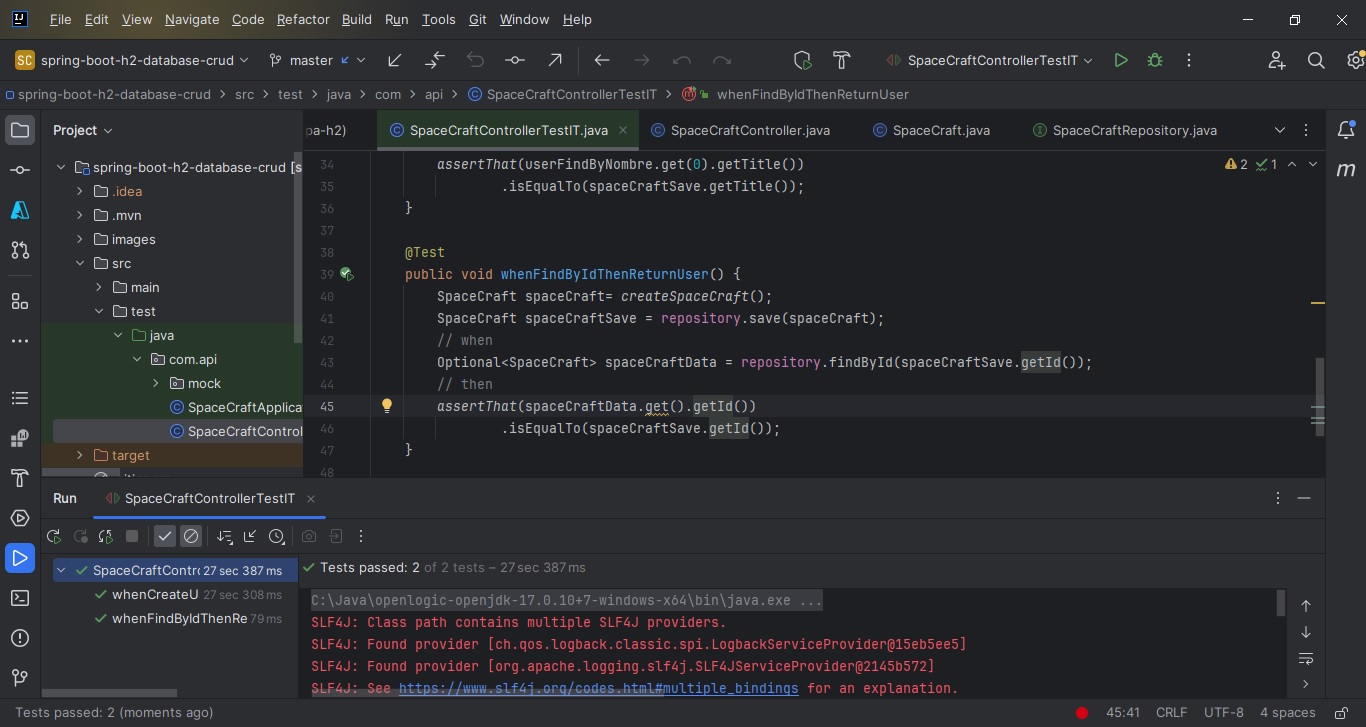 File Edit View Navigate Code Refactor Build Run Tools Git Window Help
SC spring-boot-h2-database-crud master SpaceCraftControllerTestIT
spring-boot-h2-database-crud > src > test > java > com > api > SpaceCraftControllerTestIT > whenFindByIdThenReturnUser
Project
pa-h2) SpaceCraftControllerTestIT.java SpaceCraftController.java SpaceCraft.java SpaceCraftRepository.java
spring-boot-h2-database-crud [s
.idea
.mvn
images
src
main
test
java
com.api
mock
SpaceCraftApplica
SpaceCraftControl
target
2 1
34 assertThat(userFindByNombre.get(0).getTitle())
35 .isEqualTo(spaceCraftSave.getTitle());
36 }
37
38 @Test
39 public void whenFindByIdThenReturnUser() {
40 SpaceCraft spaceCraft= createSpaceCraft();
41 SpaceCraft spaceCraftSave = repository.save(spaceCraft);
42 // when
43 Optional<SpaceCraft> spaceCraftData = repository.findById(spaceCraftSave.getId());
44 // then
45 assertThat(spaceCraftData.get().getId())
46 .isEqualTo(spaceCraftSave.getId());
47 }
48
Run SpaceCraftControllerTestIT
SpaceCraftContro 27 sec 387 ms
whenCreateU 27 sec 308 ms
whenFindByIdThenRe 79 ms
Tests passed: 2 of 2 tests – 27 sec 387 ms
C:\Java\openlogic-openjdk-17.0.10+7-windows-x64\bin\java.exe ...
SLF4J: Class path contains multiple SLF4J providers.
SLF4J: Found provider [ch.qos.logback.classic.spi.LogbackServiceProvider@15eb5ee5]
SLF4J: Found provider [org.apache.logging.slf4j.SLF4JServiceProvider@2145b572]
SLF4J: See https://www.slf4j.org/codes.html#multiple_bindings for an explanation.
Tests passed: 2 (moments ago) 45:41 CRLF UTF-8 4 spaces